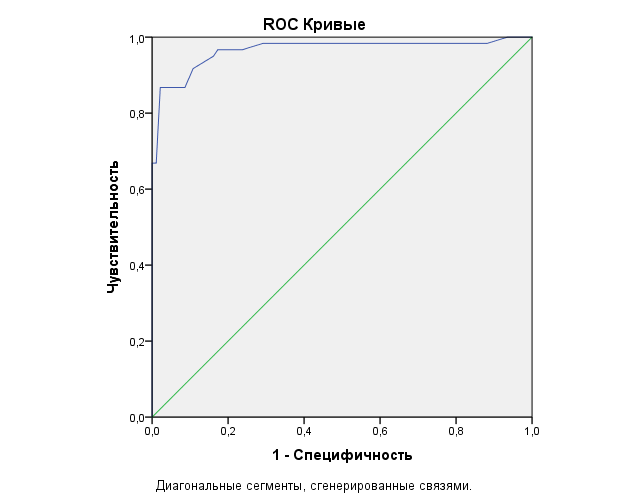 ROC Кривые
1,0
0,8
0,6
0,4
0,2
0,0
Чувствительность
0,0 0,2 0,4 0,6 0,8 1,0
1 - Специфичность
Диагональные сегменты, сгенерированные связями.